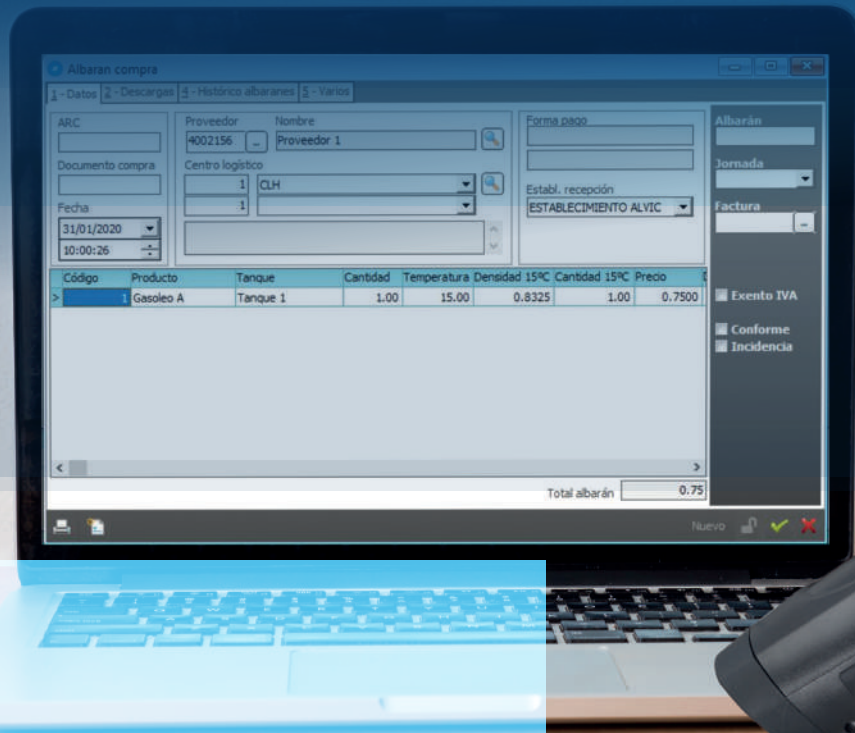 Albaran compra
1 - Datos 2 - Descargas 4 - Histórico albaranes 5 - Varios
ARC
Proveedor Nombre
4002156 ... Proveedor 1
Forma pago
Albarán
Documento compra
Centro logístico
1 CLH
1
Establ. recepción
ESTABLECIMIENTO ALVIC
Jornada
Factura
...
Fecha
31/01/2020
10:00:26
Código Producto Tanque Cantidad Temperatura Densidad 15ºC Cantidad 15ºC Precio
> 1 Gasoleo A Tanque 1 1.00 15.00 0.8325 1.00 0.7500
Exento IVA
Conforme
Incidencia
Total albarán 0.75
Nuevo